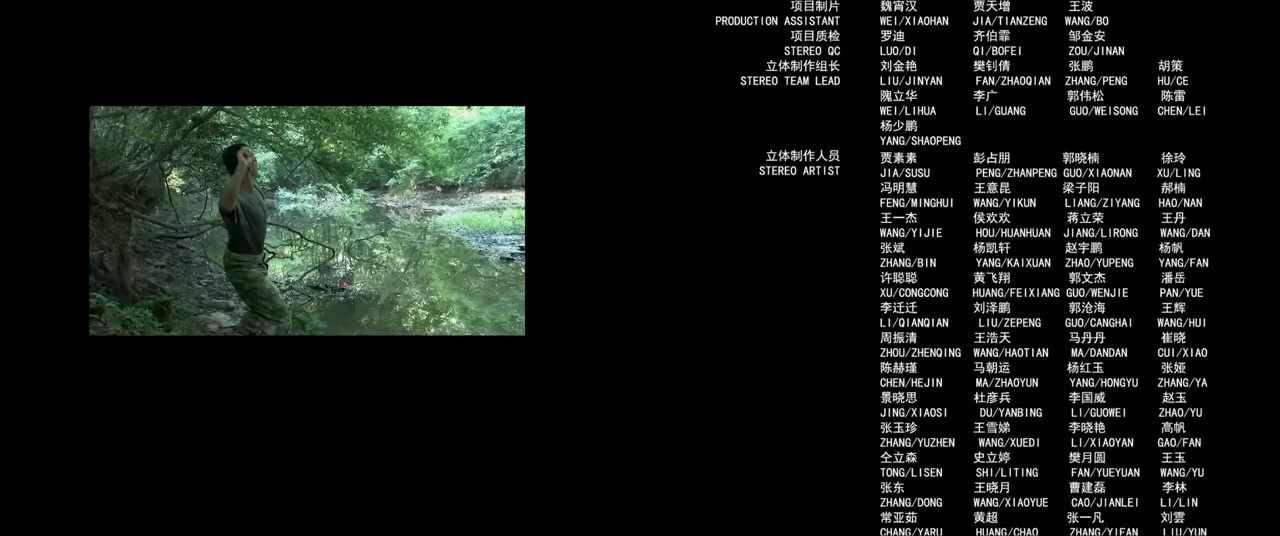 项目制片 魏宵汉 贾天增 王波
PRODUCTION ASSISTANT WEI/XIAOHAN JIA/TIANZENG WANG/BO
项目质检 罗迪 齐伯霏 邹金安
STEREO QC LUO/DI QI/BOFEI ZOU/JINAN
立体制作组长 刘金艳 樊钊倩 张鹏 胡策
STEREO TEAM LEAD LIU/JINYAN FAN/ZHAOQIAN ZHANG/PENG HU/CE
隗立华 李广 郭伟松 陈雷
WEI/LIHUA LI/GUANG GUO/WEISONG CHEN/LEI
杨少鹏
YANG/SHAOPENG
立体制作人员 贾素素 彭占朋 郭晓楠 徐玲
STEREO ARTIST JIA/SUSU PENG/ZHANPENG GUO/XIAONAN XU/LING
冯明慧 王意昆 梁子阳 郝楠
FENG/MINGHUI WANG/YIKUN LIANG/ZIYANG HAO/NAN
王一杰 侯欢欢 蒋立荣 王丹
WANG/YIJIE HOU/HUANHUAN JIANG/LIRONG WANG/DAN
张斌 杨凯轩 赵宇鹏 杨帆
ZHANG/BIN YANG/KAIXUAN ZHAO/YUPENG YANG/FAN
许聪聪 黄飞翔 郭文杰 潘岳
XU/CONGCONG HUANG/FEIXIANG GUO/WENJIE PAN/YUE
李迁迁 刘泽鹏 郭沧海 王辉
LI/QIANQIAN LIU/ZEPENG GUO/CANGHAI WANG/HUI
周振清 王浩天 马丹丹 崔晓
ZHOU/ZHENQING WANG/HAOTIAN MA/DANDAN CUI/XIAO
陈赫瑾 马朝运 杨红玉 张娅
CHEN/HEJIN MA/ZHAOYUN YANG/HONGYU ZHANG/YA
景晓思 杜彦兵 李国威 赵玉
JING/XIAOSI DU/YANBING LI/GUOWEI ZHAO/YU
张玉珍 王雪娣 李晓艳 高帆
ZHANG/YUZHEN WANG/XUEDI LI/XIAOYAN GAO/FAN
仝立森 史立婷 樊月圆 王玉
TONG/LISEN SHI/LITING FAN/YUEYUAN WANG/YU
张东 王晓月 曹建磊 李林
ZHANG/DONG WANG/XIAOYUE CAO/JIANLEI LI/LIN
常亚茹 黄超 张一凡 刘雲
CHANG/YARU HUANG/CHAO ZHANG/YIFAN LIU/YUN